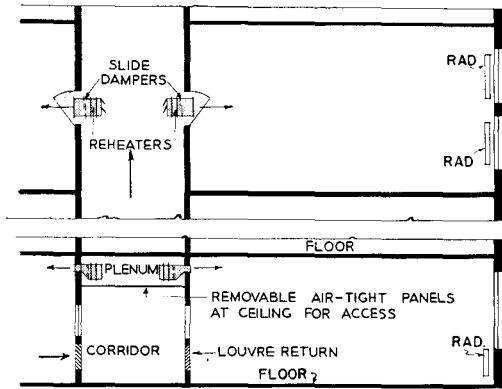 SLIDE
DAMPERS
REHEATERS
RAD.
RAD
FLOOR
PLENUM
REMOVABLE AIR-TIGHT PANELS
AT CEILING FOR ACCESS
CORRIDOR
LOUVRE RETURN
RAD.
FLOOR